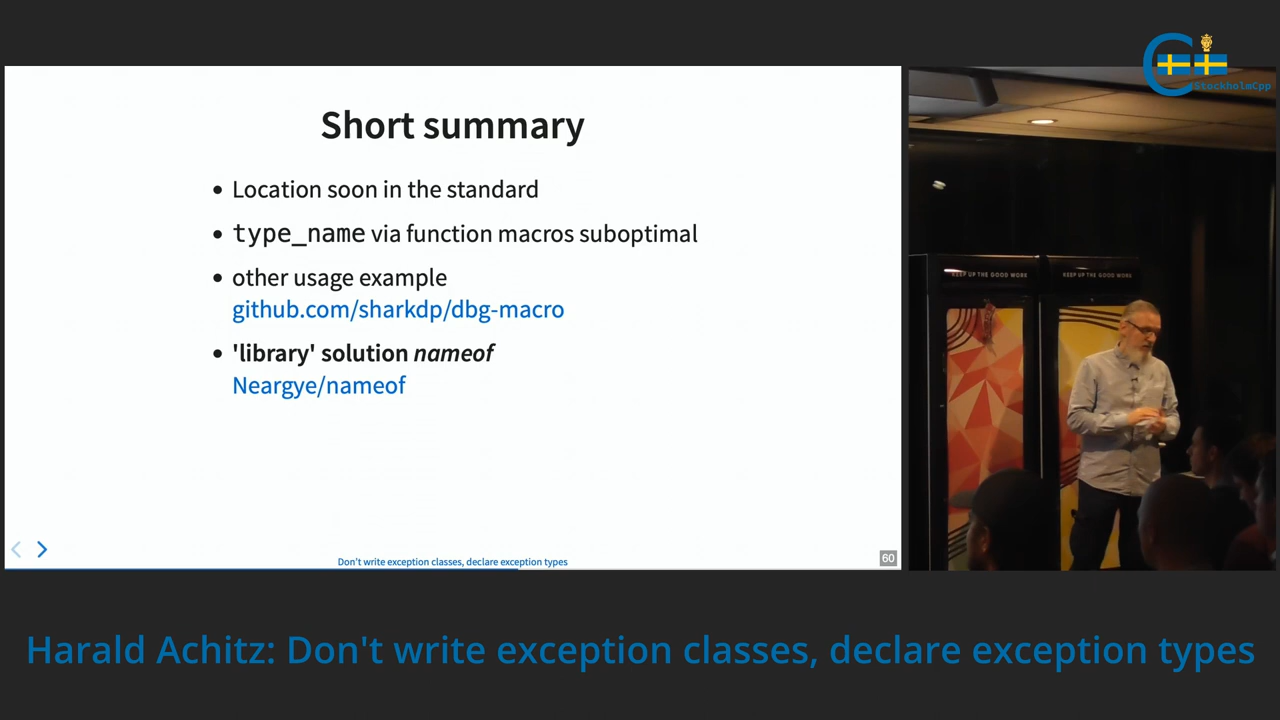 StockholmCpp
Short summary
Location soon in the standard
type_name via function macros suboptimal
other usage example
github.com/sharkdp/dbg-macro
'library' solution nameof
Neargye/nameof
Don't write exception classes, declare exception types
60
KEEP UP THE GOOD WORK
KEEP UP THE GOOD WORK
Harald Achitz: Don't write exception classes, declare exception types